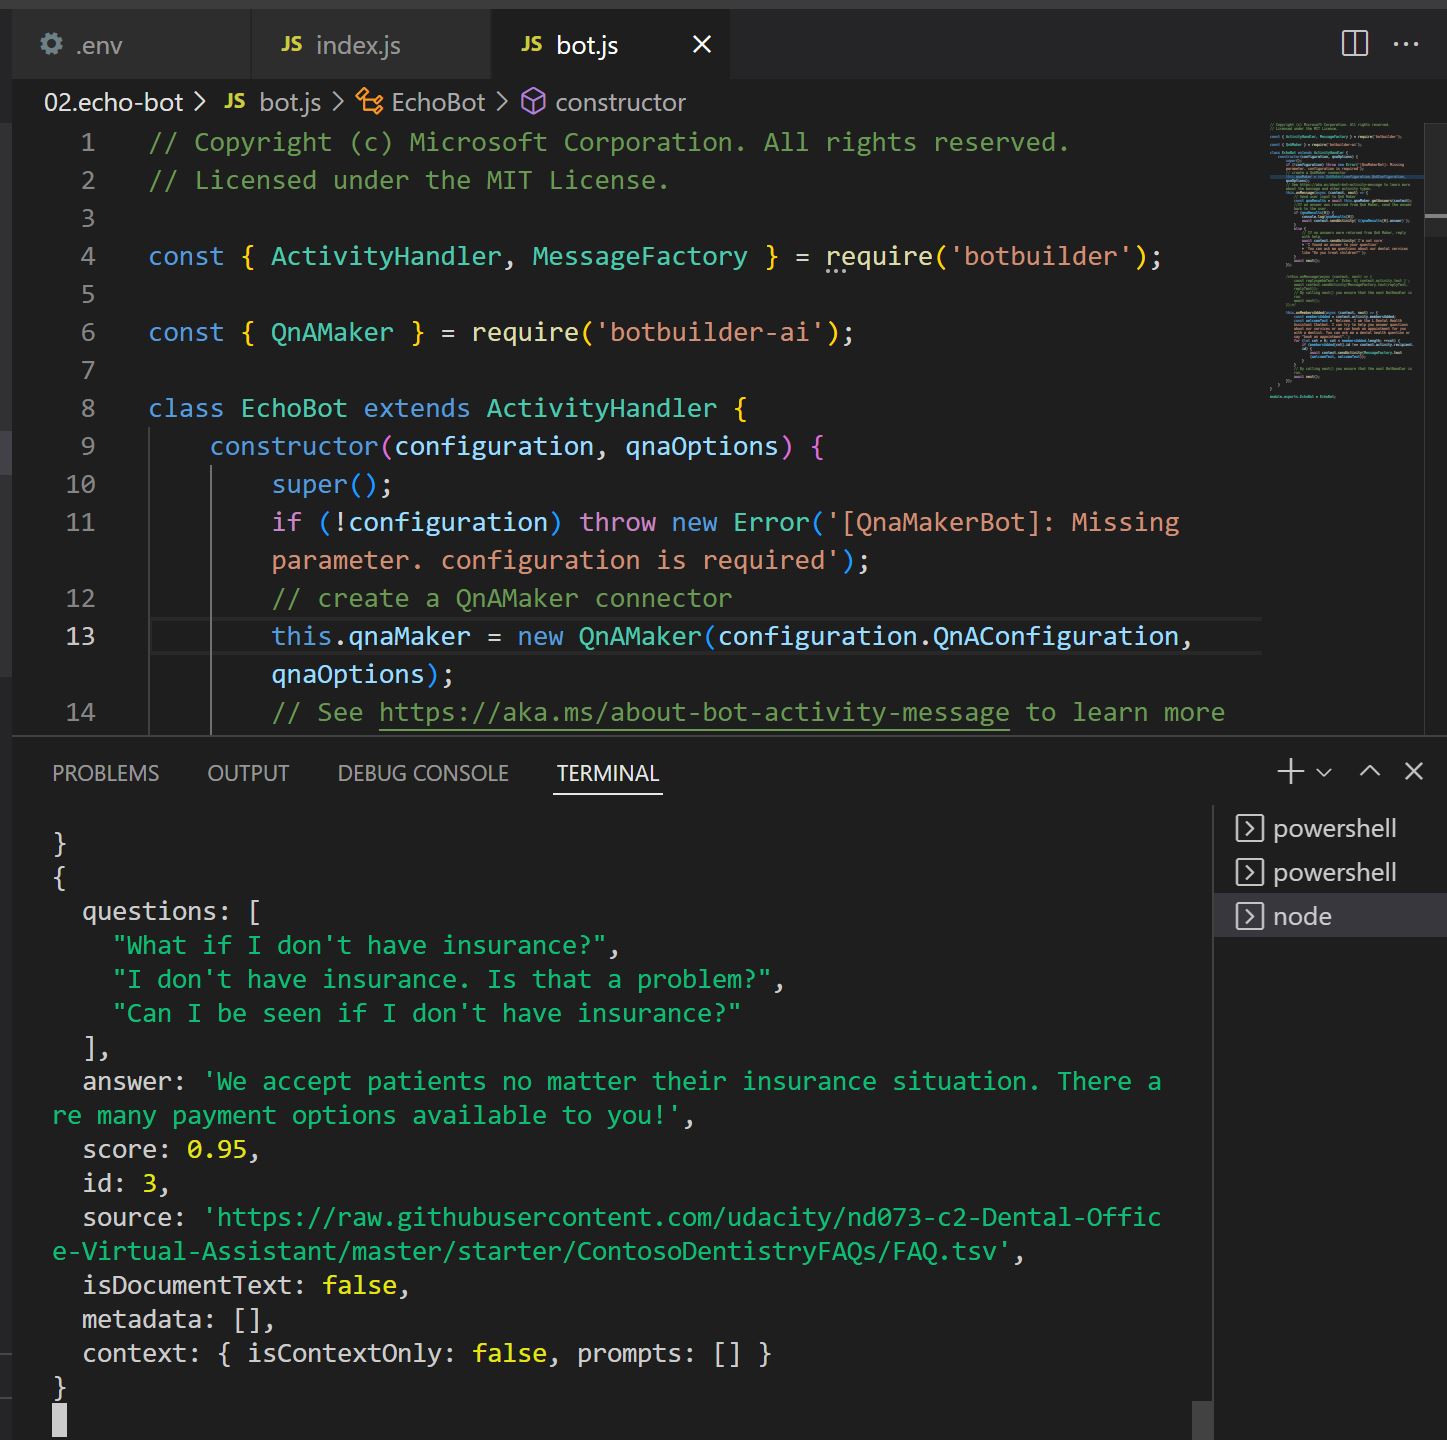 .env
JS index.js
JS bot.js
02.echo-bot > JS bot.js > EchoBot > constructor
1 // Copyright (c) Microsoft Corporation. All rights reserved.
2 // Licensed under the MIT License.
3
4 const { ActivityHandler, MessageFactory } = require('botbuilder');
5
6 const { QnAMaker } = require('botbuilder-ai');
7
8 class EchoBot extends ActivityHandler {
9 constructor(configuration, qnaOptions) {
10 super();
11 if (!configuration) throw new Error('[QnaMakerBot]: Missing
parameter. configuration is required');
12 // create a QnAMaker connector
13 this.qnaMaker = new QnAMaker(configuration.QnAConfiguration,
qnaOptions);
14 // See https://aka.ms/about-bot-activity-message to learn more
PROBLEMS OUTPUT DEBUG CONSOLE TERMINAL
}
{
questions: [
"What if I don't have insurance?",
"I don't have insurance. Is that a problem?",
"Can I be seen if I don't have insurance?"
],
answer: 'We accept patients no matter their insurance situation. There a
re many payment options available to you!',
score: 0.95,
id: 3,
source: 'https://raw.githubusercontent.com/udacity/nd073-c2-Dental-Offic
e-Virtual-Assistant/master/starter/ContosoDentistryFAQs/FAQ.tsv',
isDocumentText: false,
metadata: [],
context: { isContextOnly: false, prompts: [] }
}
powershell
powershell
node